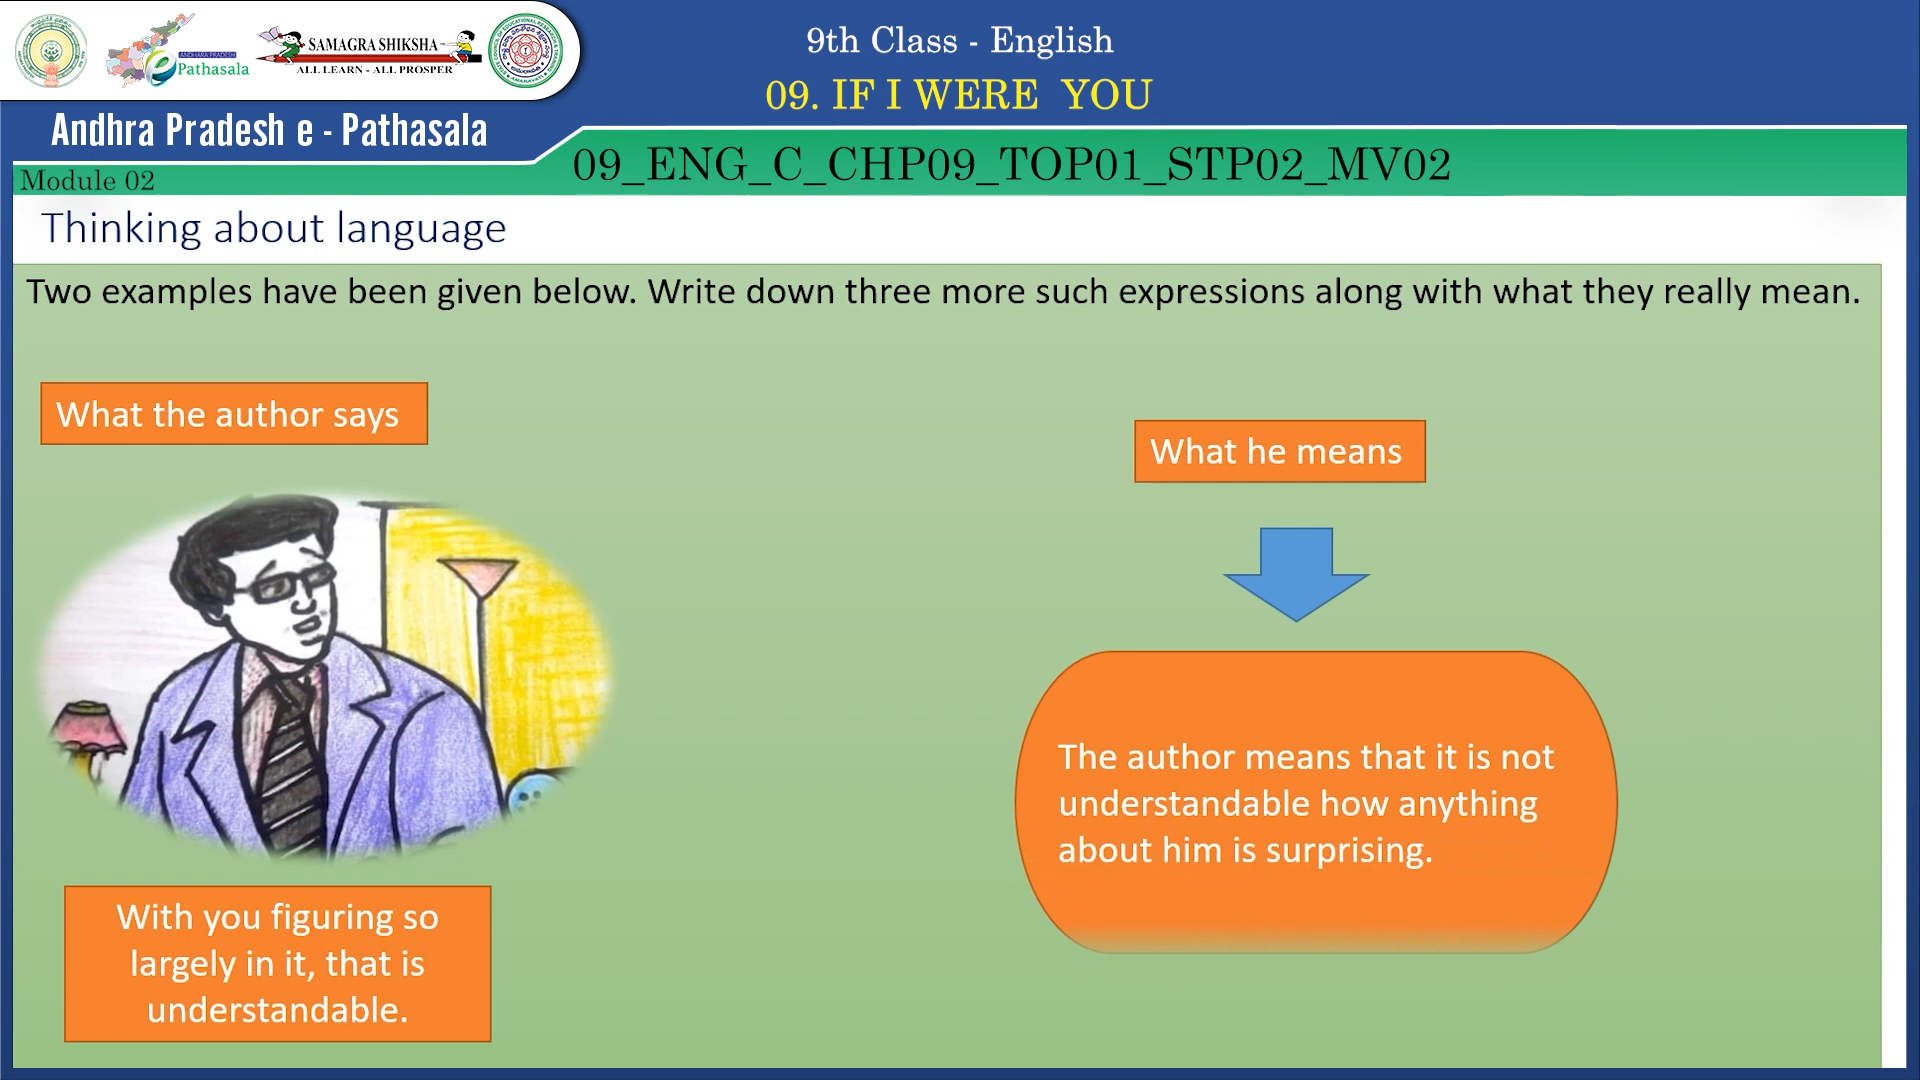 ANDHRA PRADESH
e Pathasala
SAMAGRA SHIKSHA
ALL LEARN - ALL PROSPER
9th Class - English
09. IF I WERE YOU
Andhra Pradesh e - Pathasala
09_ENG_C_CHP09_TOP01_STP02_MV02
Module 02
Thinking about language
Two examples have been given below. Write down three more such expressions along with what they really mean.
What the author says
What he means
The author means that it is not
understandable how anything
about him is surprising.
With you figuring so
largely in it, that is
understandable.